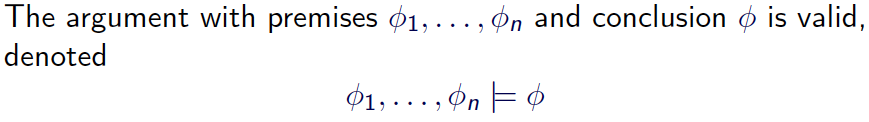 The argument with premises ϕ₁, . . . , ϕₙ and conclusion ϕ is valid,
denoted
ϕ₁, . . . , ϕₙ ⊨ ϕ